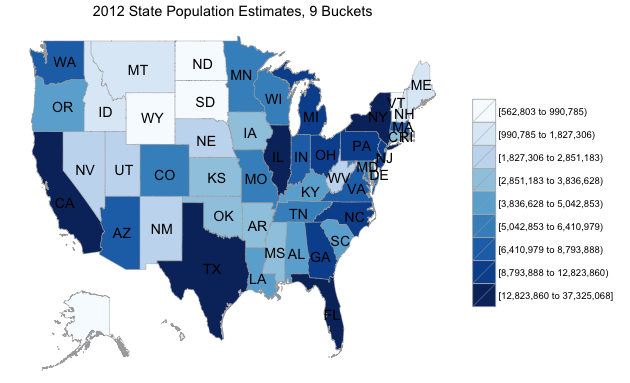 2012 State Population Estimates, 9 Buckets
WA
MT
ND
MN
ME
OR
ID
SD
WI
VT
NH
WY
MI
NY
MA
CT
RI
IA
NE
PA
NJ
NV
UT
IL
IN
OH
MD
DE
CO
WV
CA
KS
MO
KY
VA
TN
NC
AZ
NM
OK
AR
SC
MS
AL
GA
TX
LA
FL
[562,803 to 990,785)
[990,785 to 1,827,306)
[1,827,306 to 2,851,183)
[2,851,183 to 3,836,628)
[3,836,628 to 5,042,853)
[5,042,853 to 6,410,979)
[6,410,979 to 8,793,888)
[8,793,888 to 12,823,860)
[12,823,860 to 37,325,068]